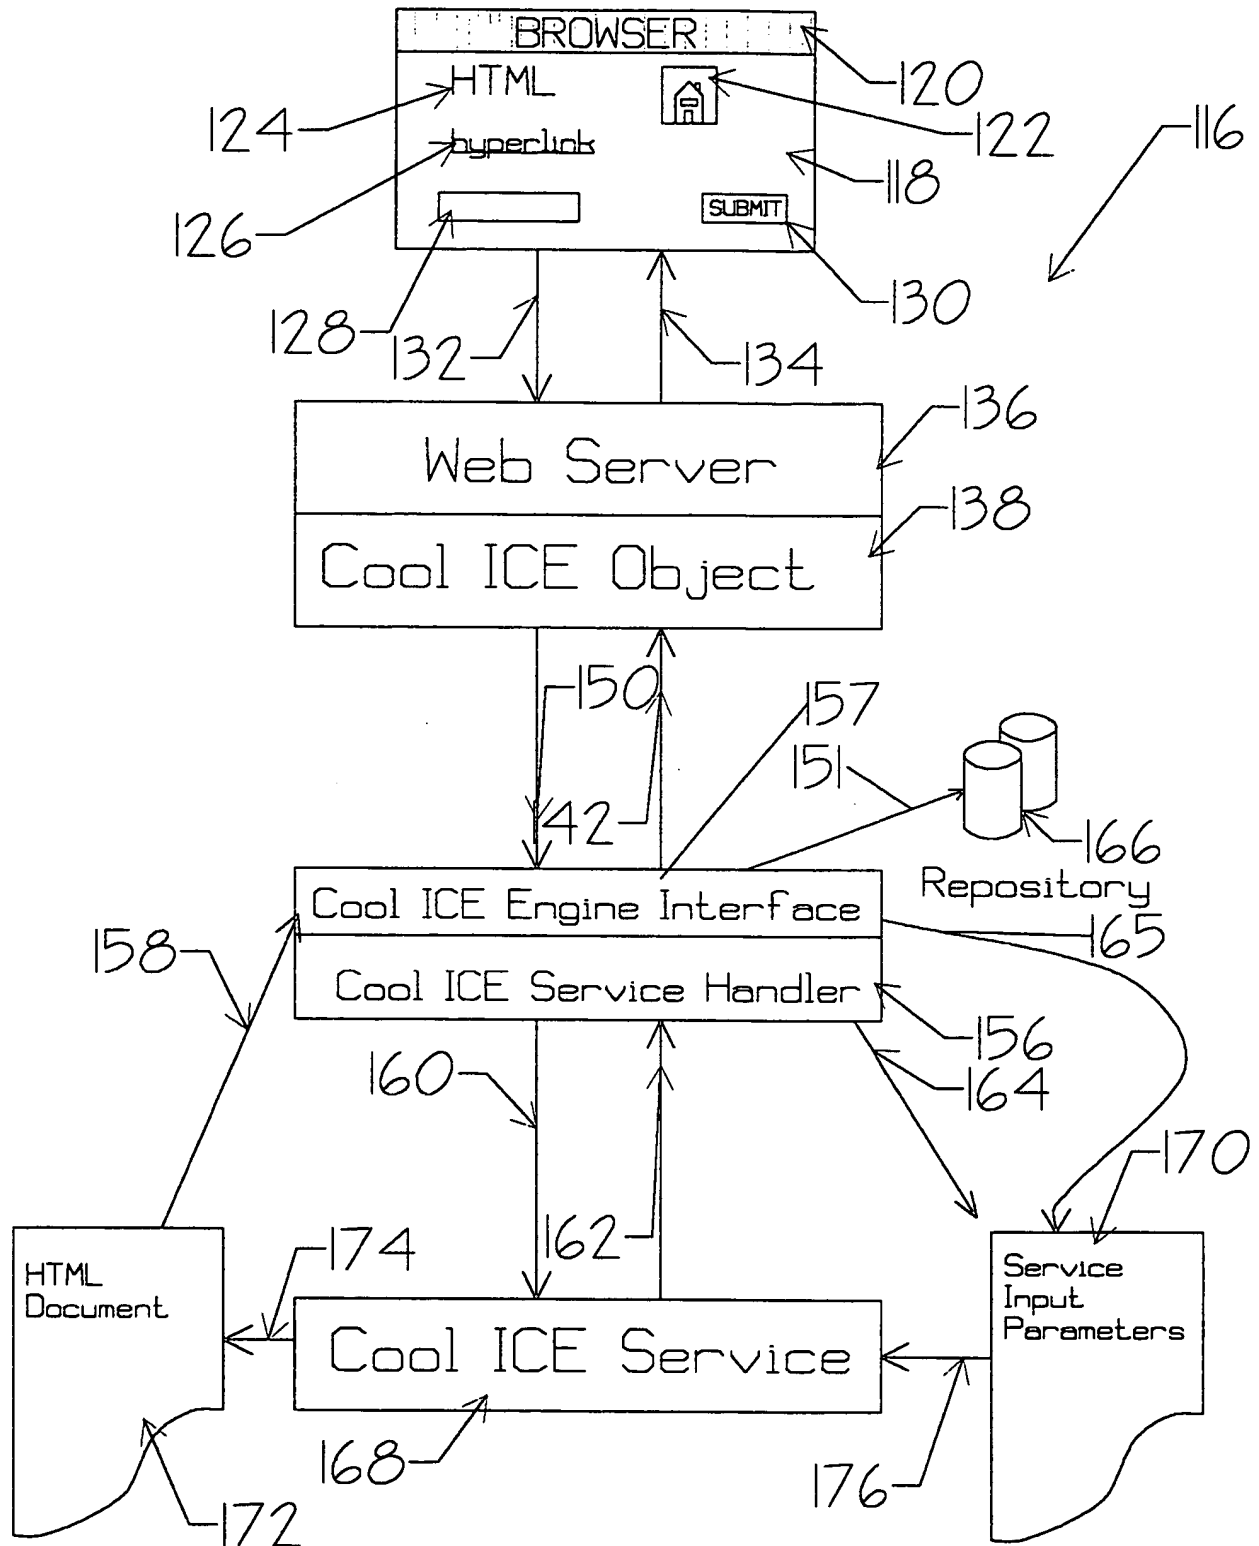 BROWSER
120
HTML
124
122
116
hyperlink
118
126
SUBMIT
128
130
132
134
136
Web Server
138
Cool ICE Object
150
157
151
42
166
Repository
Cool ICE Engine Interface
165
158
Cool ICE Service Handler
156
160
164
170
162
174
HTML
Document
Service
Input
Parameters
Cool ICE Service
168
176
172